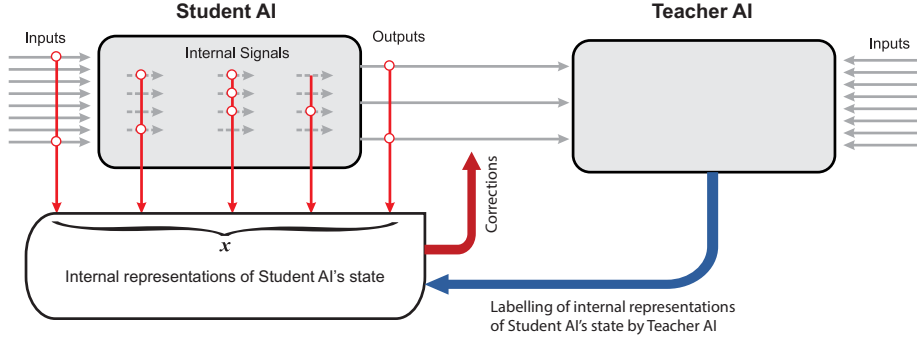 Student AI
Teacher AI
Inputs
Internal Signals
Outputs
Inputs
Corrections
x
Internal representations of Student AI's state
Labelling of internal representations
of Student AI's state by Teacher AI